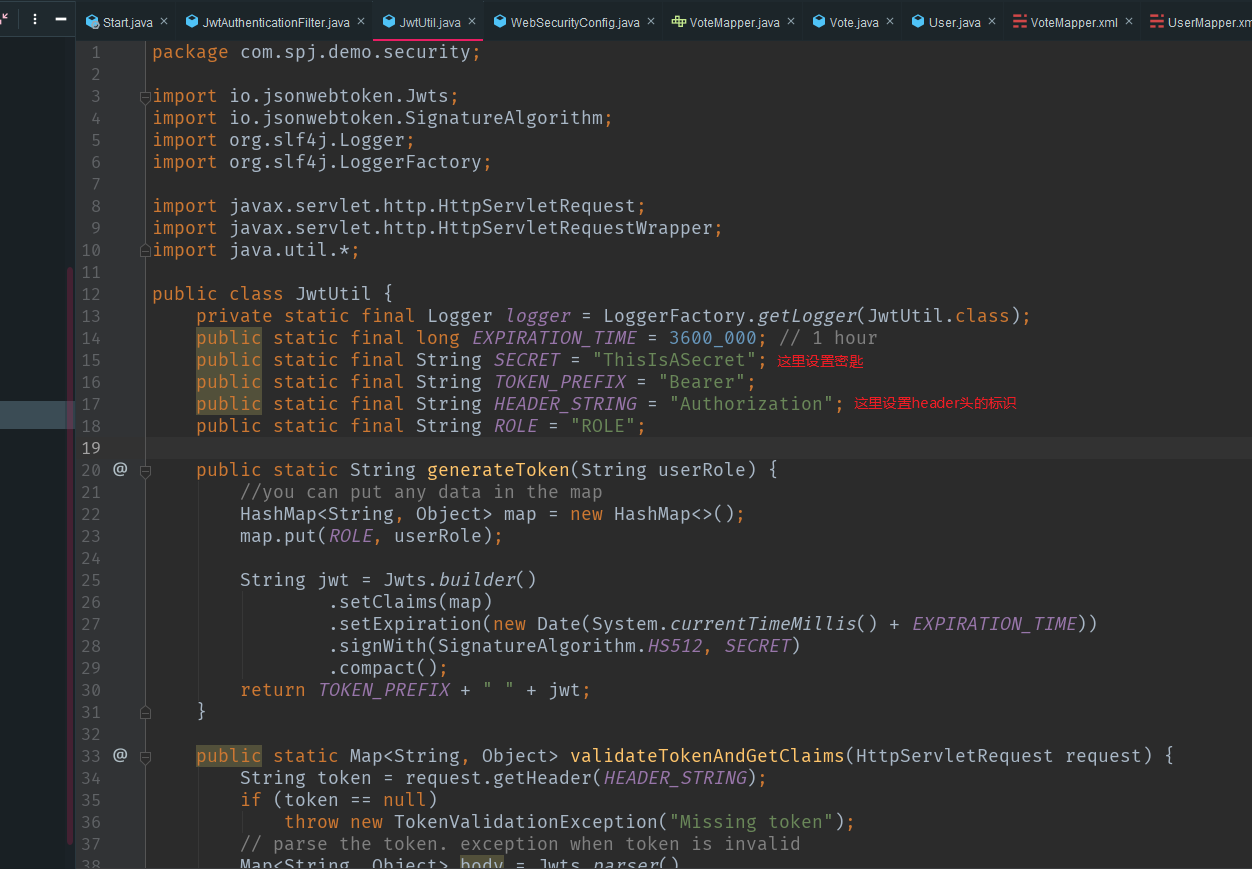 Start.java JwtAuthenticationFilter.java JwtUtil.java WebSecurityConfig.java VoteMapper.java Vote.java User.java VoteMapper.xml UserMapper.xm
1 package com.spj.demo.security;
2
3 import io.jsonwebtoken.Jwts;
4 import io.jsonwebtoken.SignatureAlgorithm;
5 import org.slf4j.Logger;
6 import org.slf4j.LoggerFactory;
7
8 import javax.servlet.http.HttpServletRequest;
9 import javax.servlet.http.HttpServletRequestWrapper;
10 import java.util.*;
11
12 public class JwtUtil {
13 private static final Logger logger = LoggerFactory.getLogger(JwtUtil.class);
14 public static final long EXPIRATION_TIME = 3600_000; // 1 hour
15 public static final String SECRET = "ThisIsASecret"; 这里设置密匙
16 public static final String TOKEN_PREFIX = "Bearer";
17 public static final String HEADER_STRING = "Authorization"; 这里设置header头的标识
18 public static final String ROLE = "ROLE";
19
20 @ public static String generateToken(String userRole) {
21 //you can put any data in the map
22 HashMap<String, Object> map = new HashMap<>();
23 map.put(ROLE, userRole);
24
25 String jwt = Jwts.builder()
26 .setClaims(map)
27 .setExpiration(new Date(System.currentTimeMillis() + EXPIRATION_TIME))
28 .signWith(SignatureAlgorithm.HS512, SECRET)
29 .compact();
30 return TOKEN_PREFIX + " " + jwt;
31 }
32
33 @ public static Map<String, Object> validateTokenAndGetClaims(HttpServletRequest request) {
34 String token = request.getHeader(HEADER_STRING);
35 if (token == null)
36 throw new TokenValidationException("Missing token");
37 // parse the token. exception when token is invalid
38 Map<String, Object> body = Jwts.parser()